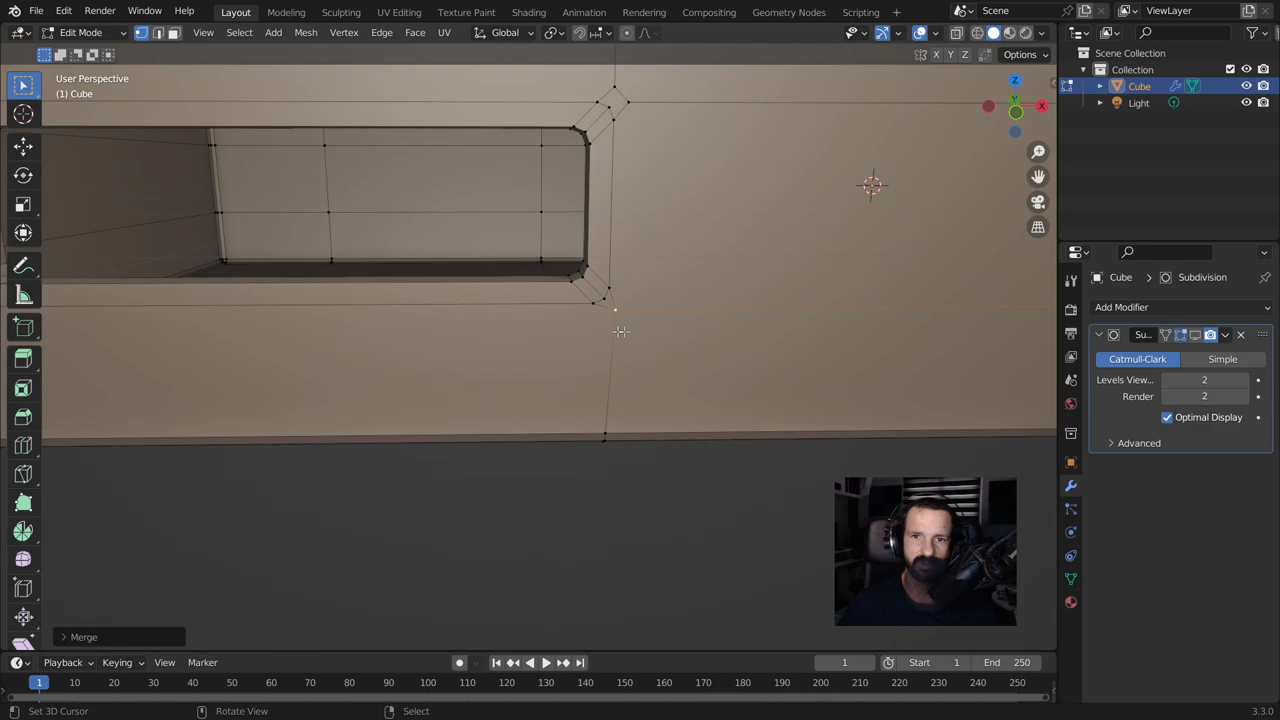 File Edit Render Window Help Layout Modeling Sculpting UV Editing Texture Paint Shading Animation Rendering Compositing Geometry Nodes Scripting Scene ViewLayer
Edit Mode View Select Add Mesh Vertex Edge Face UV Global
X Y Z Options
User Perspective
(1) Cube
Z
Y
X
Scene Collection
Collection
Cube
Light
Cube Subdivision
Add Modifier
Su...
Catmull-Clark Simple
Levels View... 2
Render 2
Optimal Display
Advanced
Merge
Playback Keying View Marker 1 Start 1 End 250
1 10 20 30 40 50 60 70 80 90 100 110 120 130 140 150 160 170 180 190 200 210 220 230 240 250
Set 3D Cursor Rotate View Select 3.3.0